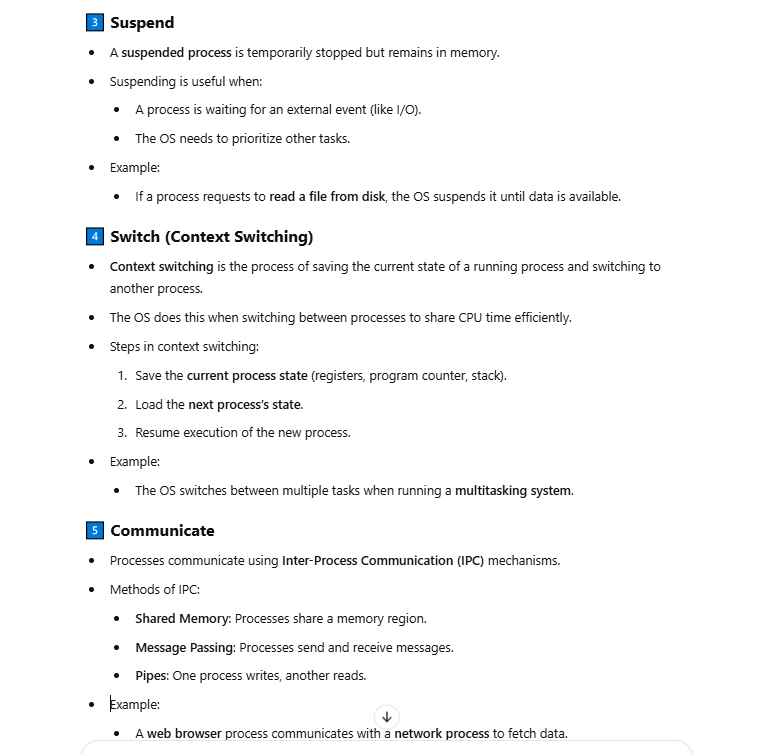 3 Suspend
• A suspended process is temporarily stopped but remains in memory.
• Suspending is useful when:
• A process is waiting for an external event (like I/O).
• The OS needs to prioritize other tasks.
• Example:
• If a process requests to read a file from disk, the OS suspends it until data is available.
4 Switch (Context Switching)
• Context switching is the process of saving the current state of a running process and switching to
another process.
• The OS does this when switching between processes to share CPU time efficiently.
• Steps in context switching:
1. Save the current process state (registers, program counter, stack).
2. Load the next process’s state.
3. Resume execution of the new process.
• Example:
• The OS switches between multiple tasks when running a multitasking system.
5 Communicate
• Processes communicate using Inter-Process Communication (IPC) mechanisms.
• Methods of IPC:
• Shared Memory: Processes share a memory region.
• Message Passing: Processes send and receive messages.
• Pipes: One process writes, another reads.
• Example:
• A web browser process communicates with a network process to fetch data.